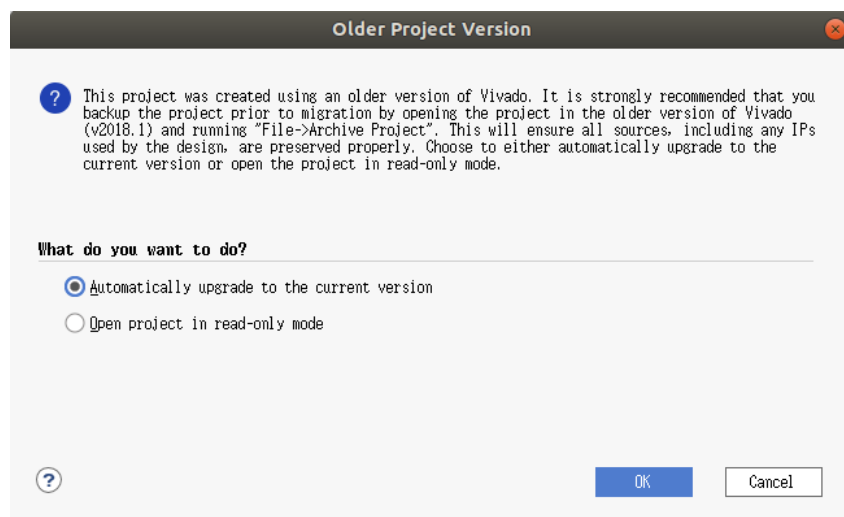 Older Project Version
This project was created using an older version of Vivado. It is strongly recommended that you
backup the project prior to migration by opening the project in the older version of Vivado
(v2018.1) and running "File->Archive Project". This will ensure all sources, including any IPs
used by the design, are preserved properly. Choose to either automatically upgrade to the
current version or open the project in read-only mode.
What do you want to do?
Automatically upgrade to the current version
Open project in read-only mode
OK
Cancel